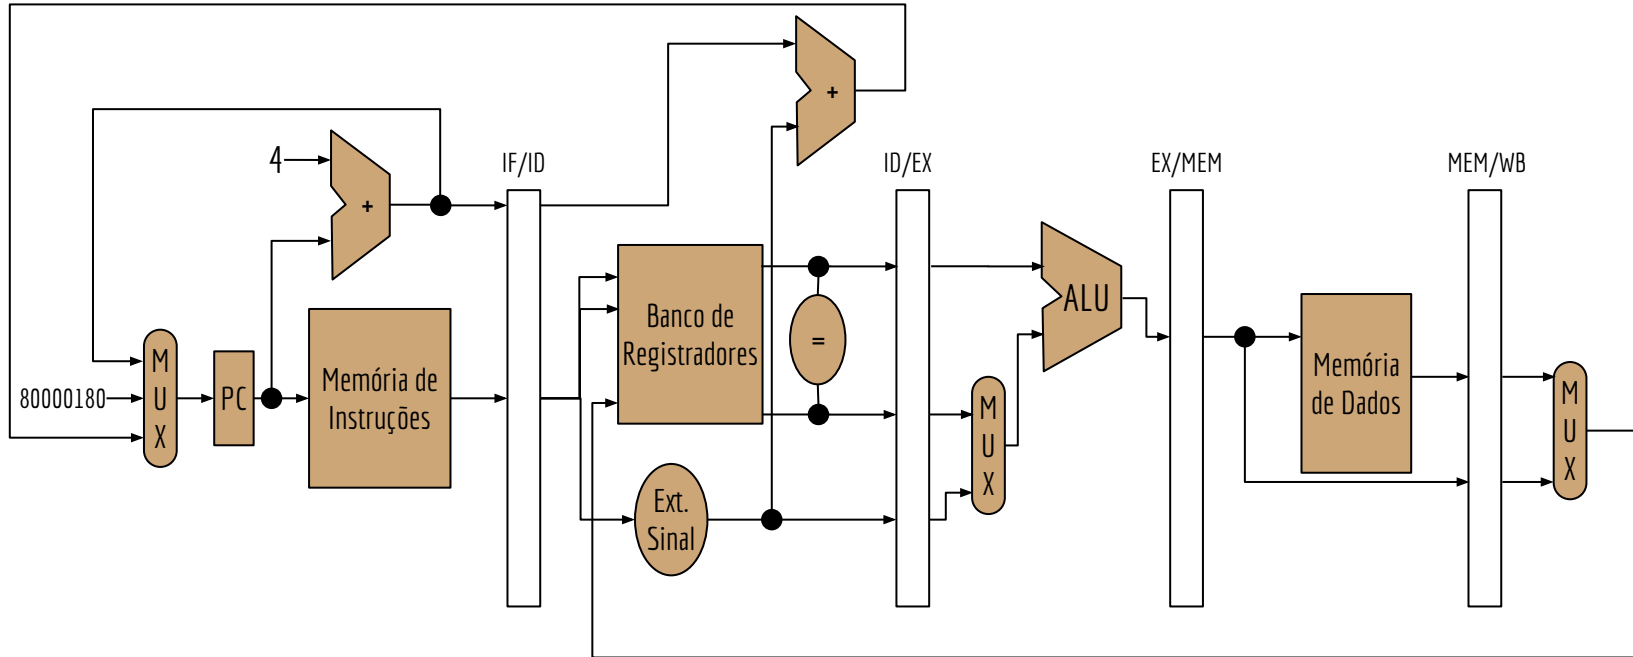 +
4
+
IF/ID
ID/EX
EX/MEM
MEM/WB
M
U
X
80000180
PC
Memória de
Instruções
Banco de
Registradores
=
Ext.
Sinal
M
U
X
ALU
Memória
de Dados
M
U
X